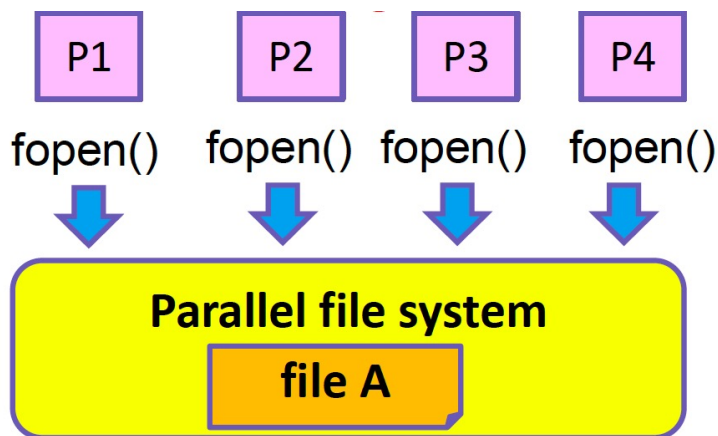 P1 P2 P3 P4
fopen() fopen() fopen() fopen()
Parallel file system
file A